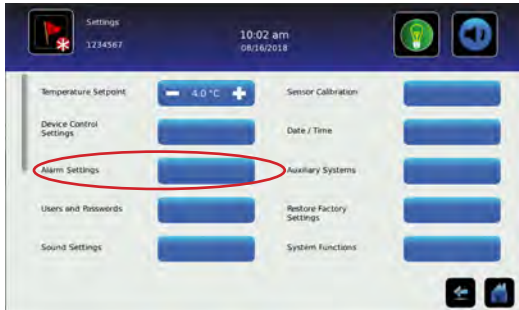 Settings
1234567
10:02 am
08/16/2018
Temperature Setpoint
4.0 °C
Sensor Calibration
Device Control
Settings
Date / Time
Alarm Settings
Auxiliary Systems
Users and Passwords
Restore Factory
Settings
Sound Settings
System Functions